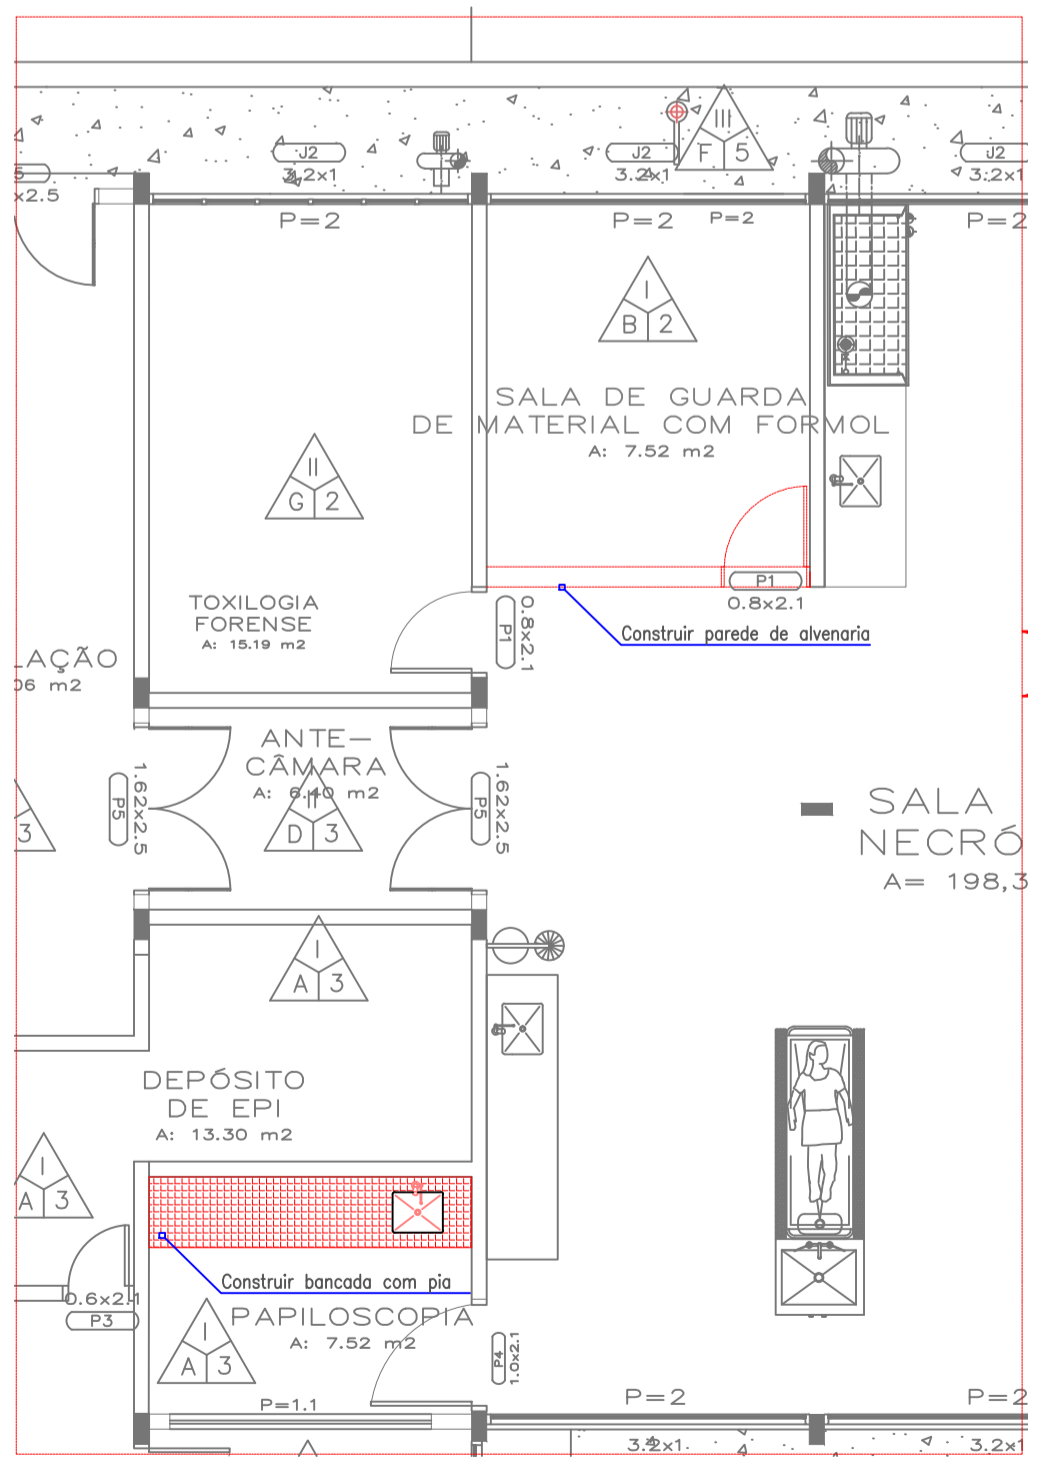 J2
3.2x1
J2
3.2x1
J2
3.2x1
III
F 5
x2.5
P=2
P=2
P=2
P=2
I
B 2
SALA DE GUARDA
DE MATERIAL COM FORMOL
A: 7.52 m2
II
G 2
P1
0.8x2.1
TOXILOGIA
FORENSE
A: 15.19 m2
P1
0.8x2.1
Construir parede de alvenaria
LAÇÃO
06 m2
ANTE-
CÂMARA
A: 6.40 m2
II
D 3
P5
1.62x2.5
P5
1.62x2.5
3
SALA
NECRÓ
A= 198,3
I
A 3
DEPÓSITO
DE EPI
A: 13.30 m2
I
A 3
Construir bancada com pia
0.6x2.1
P3
PAPILOSCOPIA
A: 7.52 m2
I
A 3
P4
1.0x2.1
P=1.1
P=2
P=2
3.2x1
3.2x1